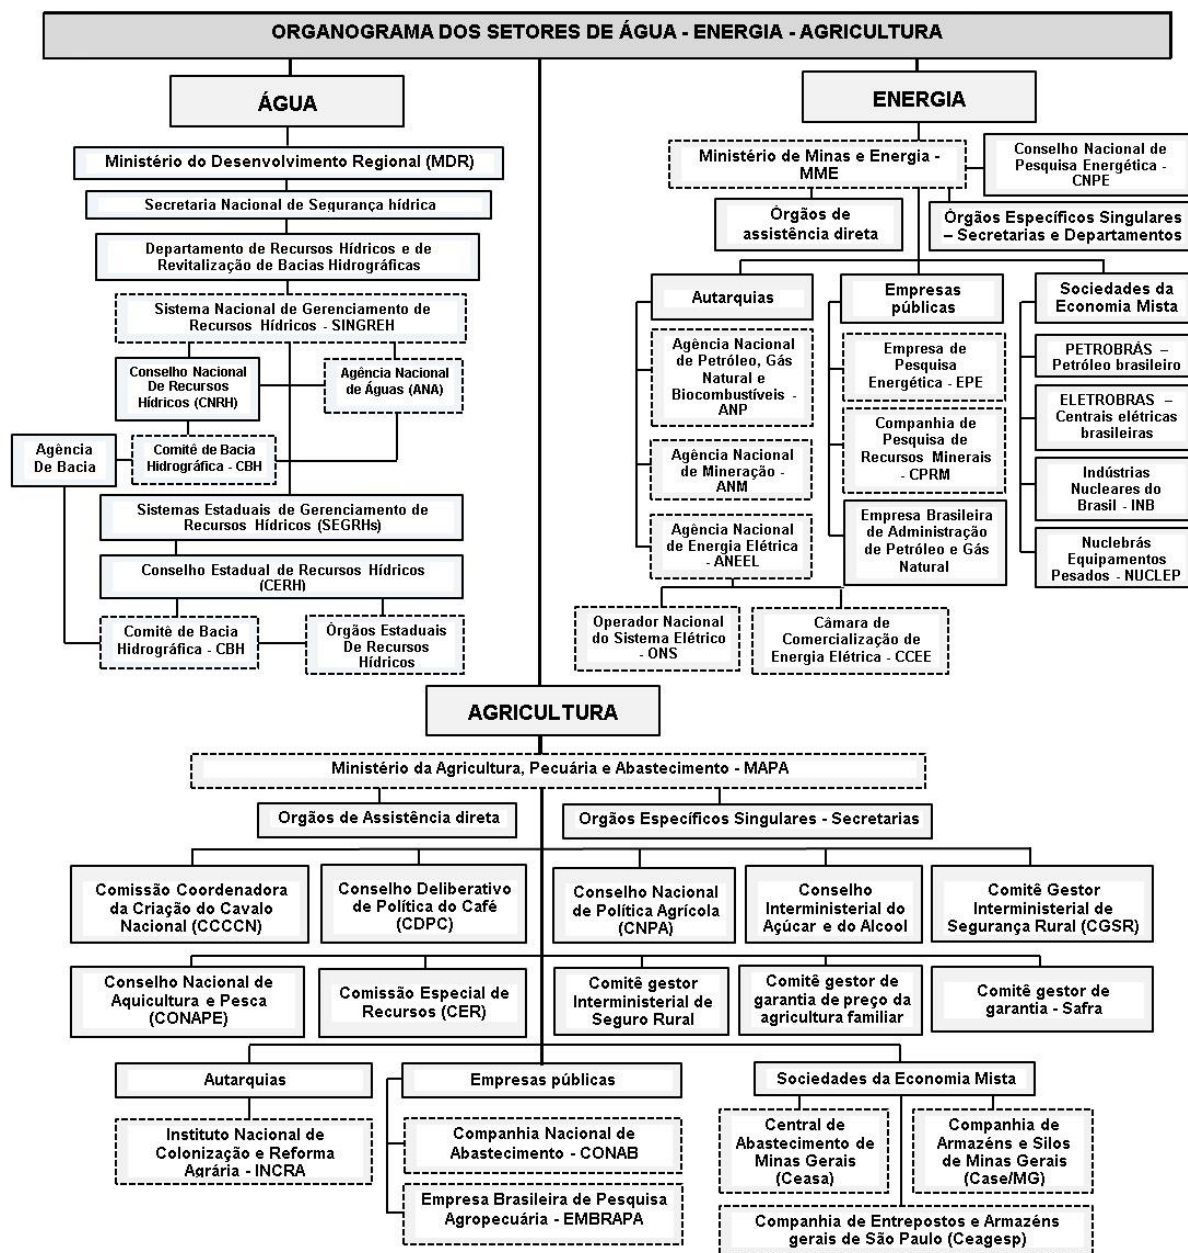 ORGANOGRAMA DOS SETORES DE ÁGUA - ENERGIA - AGRICULTURA
ÁGUA
Ministério do Desenvolvimento Regional (MDR)
Secretaria Nacional de Segurança hídrica
Departamento de Recursos Hídricos e de
Revitalização de Bacias Hidrográficas
Sistema Nacional de Gerenciamento de
Recursos Hídricos - SINGREH
Conselho Nacional
De Recursos
Hídricos (CNRH)
Agência Nacional
de Águas (ANA)
Agência
De Bacia
Comitê de Bacia
Hidrográfica - CBH
Sistemas Estaduais de Gerenciamento de
Recursos Hídricos (SEGRHs)
Conselho Estadual de Recursos Hídricos
(CERH)
Comitê de Bacia
Hidrográfica - CBH
Órgãos Estaduais
De Recursos
Hídricos
ENERGIA
Ministério de Minas e Energia -
MME
Conselho Nacional de
Pesquisa Energética -
CNPE
Órgãos de
assistência direta
Órgãos Específicos Singulares
– Secretarias e Departamentos
Autarquias
Agência Nacional
de Petróleo, Gás
Natural e
Biocombustíveis -
ANP
Agência Nacional
de Mineração -
ANM
Agência Nacional
de Energia Elétrica
- ANEEL
Operador Nacional
do Sistema Elétrico
- ONS
Câmara de
Comercialização de
Energia Elétrica - CCEE
Empresas
públicas
Empresa de
Pesquisa
Energética - EPE
Companhia de
Pesquisa de
Recursos Minerais
- CPRM
Empresa Brasileira
de Administração
de Petróleo e Gás
Natural
Sociedades da
Economia Mista
PETROBRÁS –
Petróleo brasileiro
ELETROBRAS –
Centrais elétricas
brasileiras
Indústrias
Nucleares do
Brasil - INB
Nuclebrás
Equipamentos
Pesados - NUCLEP
AGRICULTURA
Ministério da Agricultura, Pecuária e Abastecimento - MAPA
Orgãos de Assistência direta
Orgãos Específicos Singulares - Secretarias
Comissão Coordenadora
da Criação do Cavalo
Nacional (CCCCN)
Conselho Deliberativo
de Política do Café
(CDPC)
Conselho Nacional
de Política Agrícola
(CNPA)
Conselho
Interministerial do
Açúcar e do Alcool
Comitê Gestor
Interministerial de
Segurança Rural (CGSR)
Conselho Nacional de
Aquicultura e Pesca
(CONAPE)
Comissão Especial de
Recursos (CER)
Comitê gestor
Interministerial de
Seguro Rural
Comitê gestor de
garantia de preço da
agricultura familiar
Comitê gestor de
garantia - Safra
Autarquias
Instituto Nacional de
Colonização e Reforma
Agrária - INCRA
Empresas públicas
Companhia Nacional de
Abastecimento - CONAB
Empresa Brasileira de Pesquisa
Agropecuária - EMBRAPA
Sociedades da Economia Mista
Central de
Abastecimento de
Minas Gerais
(Ceasa)
Companhia de
Armazéns e Silos
de Minas Gerais
(Case/MG)
Companhia de Entrepostos e Armazéns
gerais de São Paulo (Ceagesp)